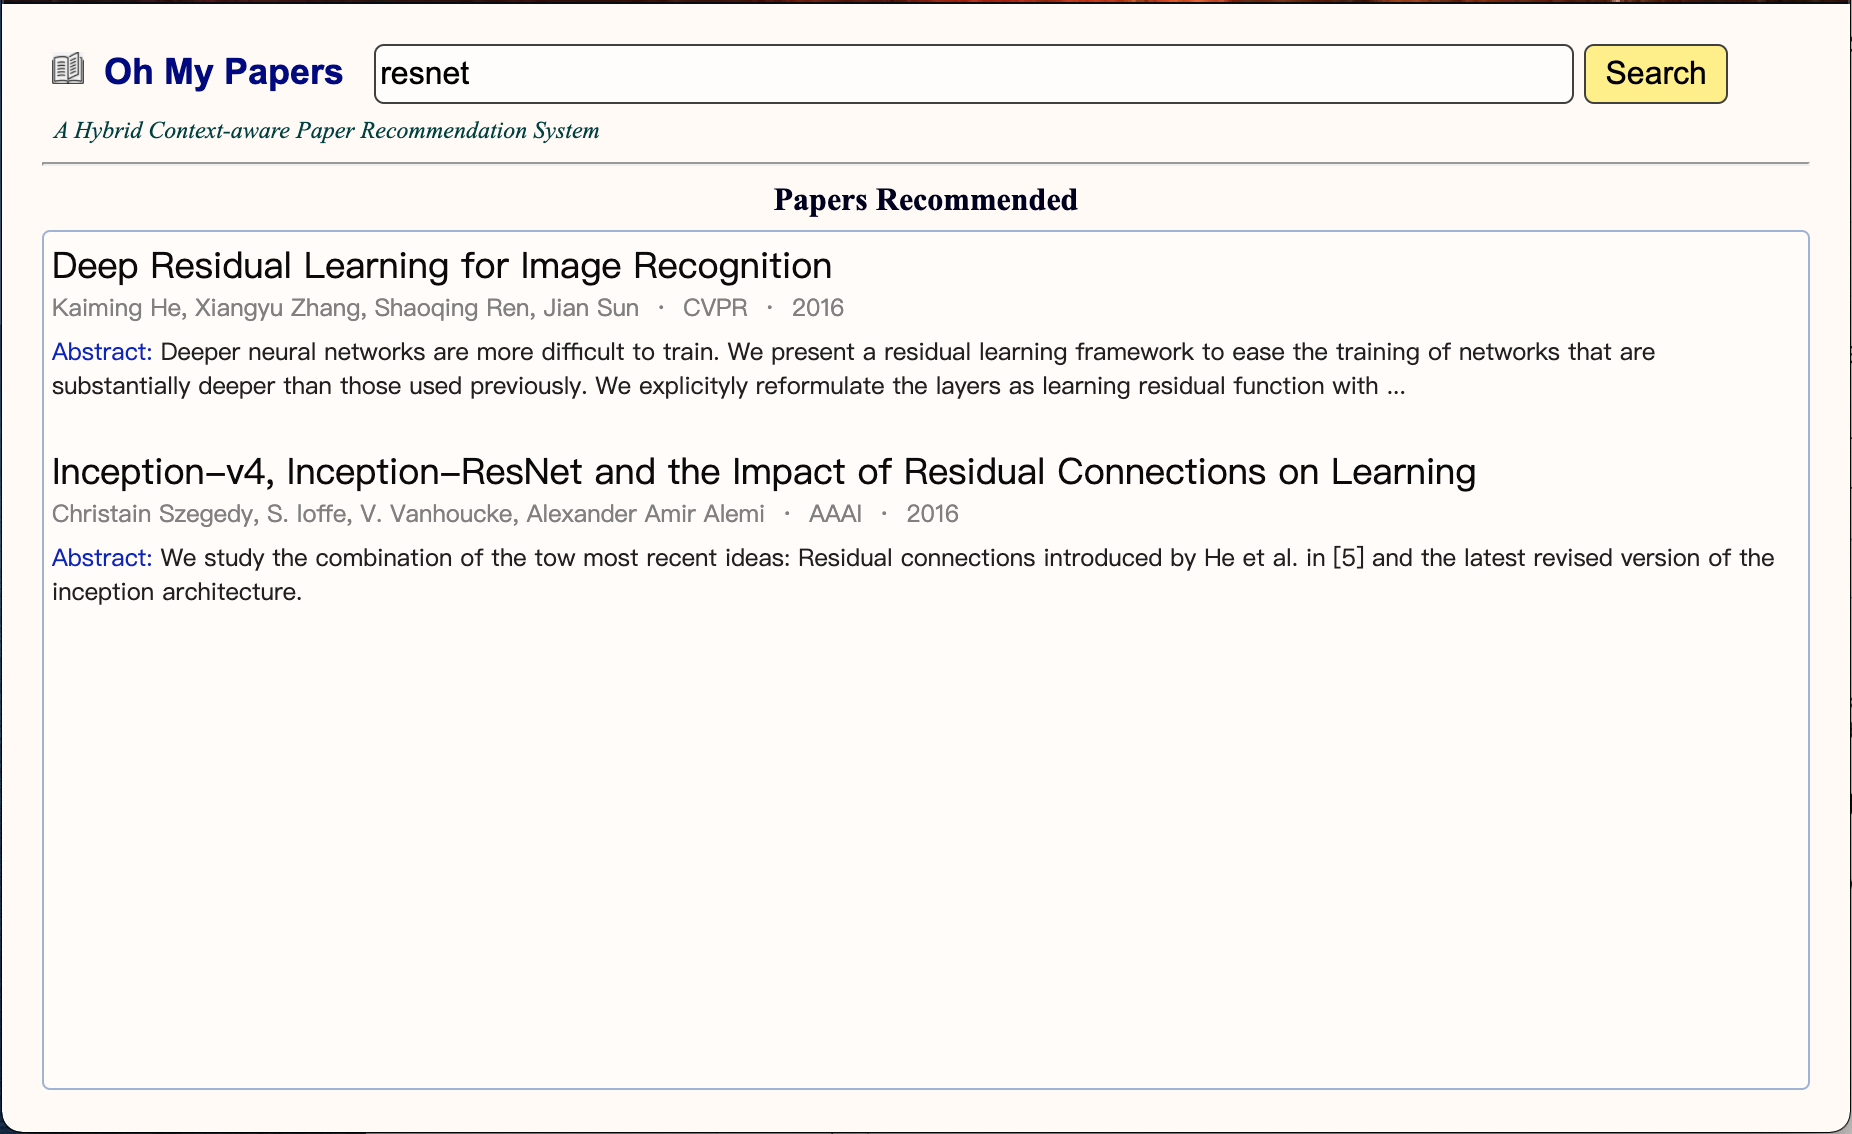 Oh My Papers
resnet
Search
A Hybrid Context-aware Paper Recommendation System
Papers Recommended
Deep Residual Learning for Image Recognition
Kaiming He, Xiangyu Zhang, Shaoqing Ren, Jian Sun · CVPR · 2016
Abstract: Deeper neural networks are more difficult to train. We present a residual learning framework to ease the training of networks that are
substantially deeper than those used previously. We explicityly reformulate the layers as learning residual function with ...
Inception-v4, Inception-ResNet and the Impact of Residual Connections on Learning
Christain Szegedy, S. Ioffe, V. Vanhoucke, Alexander Amir Alemi · AAAI · 2016
Abstract: We study the combination of the tow most recent ideas: Residual connections introduced by He et al. in [5] and the latest revised version of the
inception architecture.